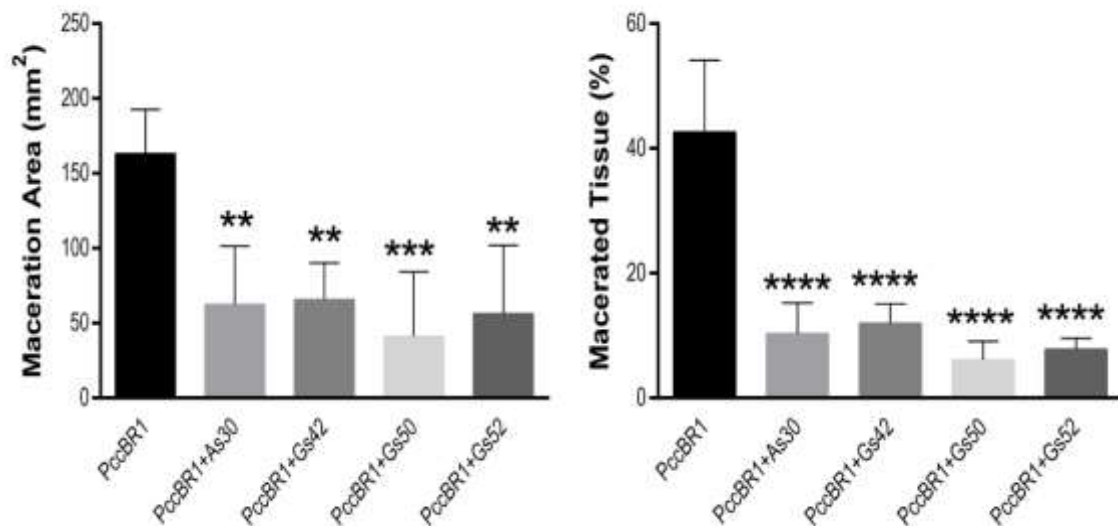 Maceration Area (mm²)
250
200
150
100
50
0
**
**
***
**
PccBR1
PccBR1+As30
PccBR1+Gs42
PccBR1+Gs50
PccBR1+Gs52
Macerated Tissue (%)
60
40
20
0
****
****
****
****
PccBR1
PccBR1+As30
PccBR1+Gs42
PccBR1+Gs50
PccBR1+Gs52